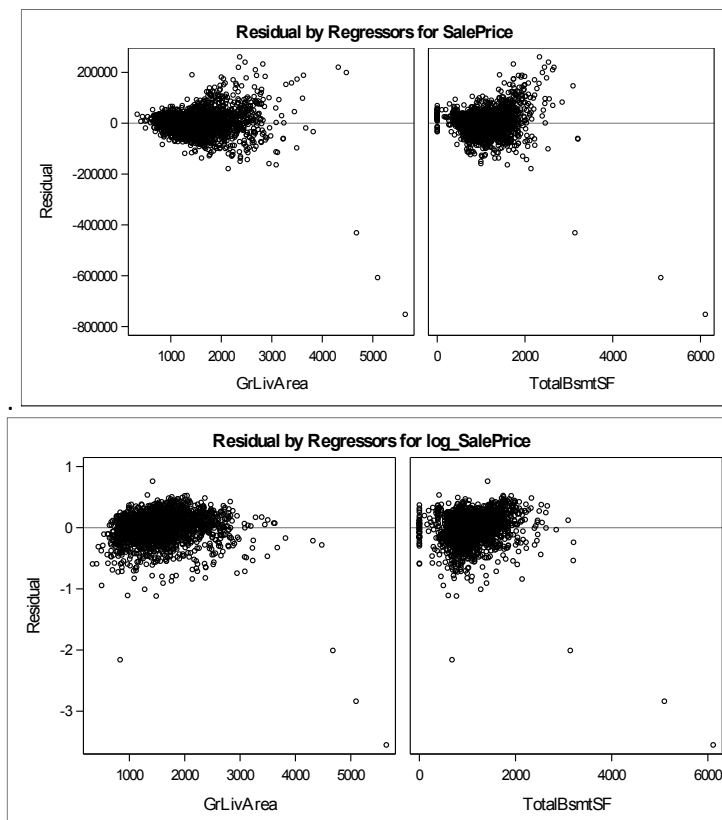 Residual by Regressors for SalePrice
Residual
200000
0
-200000
-400000
-600000
-800000
1000 2000 3000 4000 5000
GrLivArea
0 2000 4000 6000
TotalBsmtSF
.
Residual by Regressors for log_SalePrice
Residual
1
0
-1
-2
-3
1000 2000 3000 4000 5000
GrLivArea
0 2000 4000 6000
TotalBsmtSF